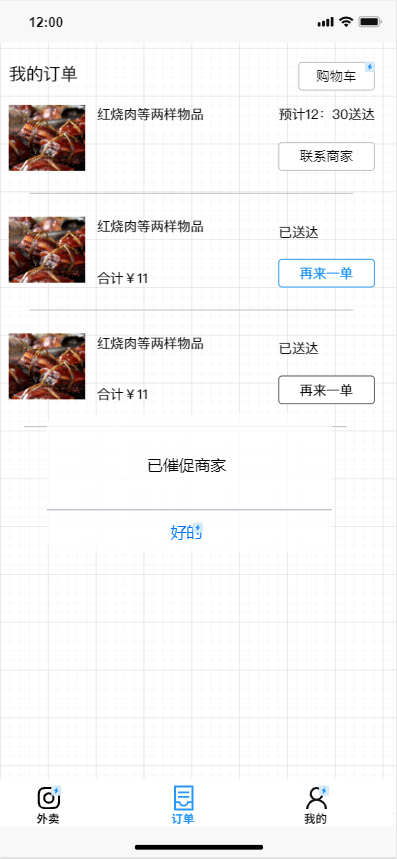 12:00
我的订单
购物车
红烧肉等两样物品
预计12：30送达
联系商家
红烧肉等两样物品
已送达
合计￥11
再来一单
红烧肉等两样物品
已送达
合计￥11
再来一单
已催促商家
好的
外卖
订单
我的